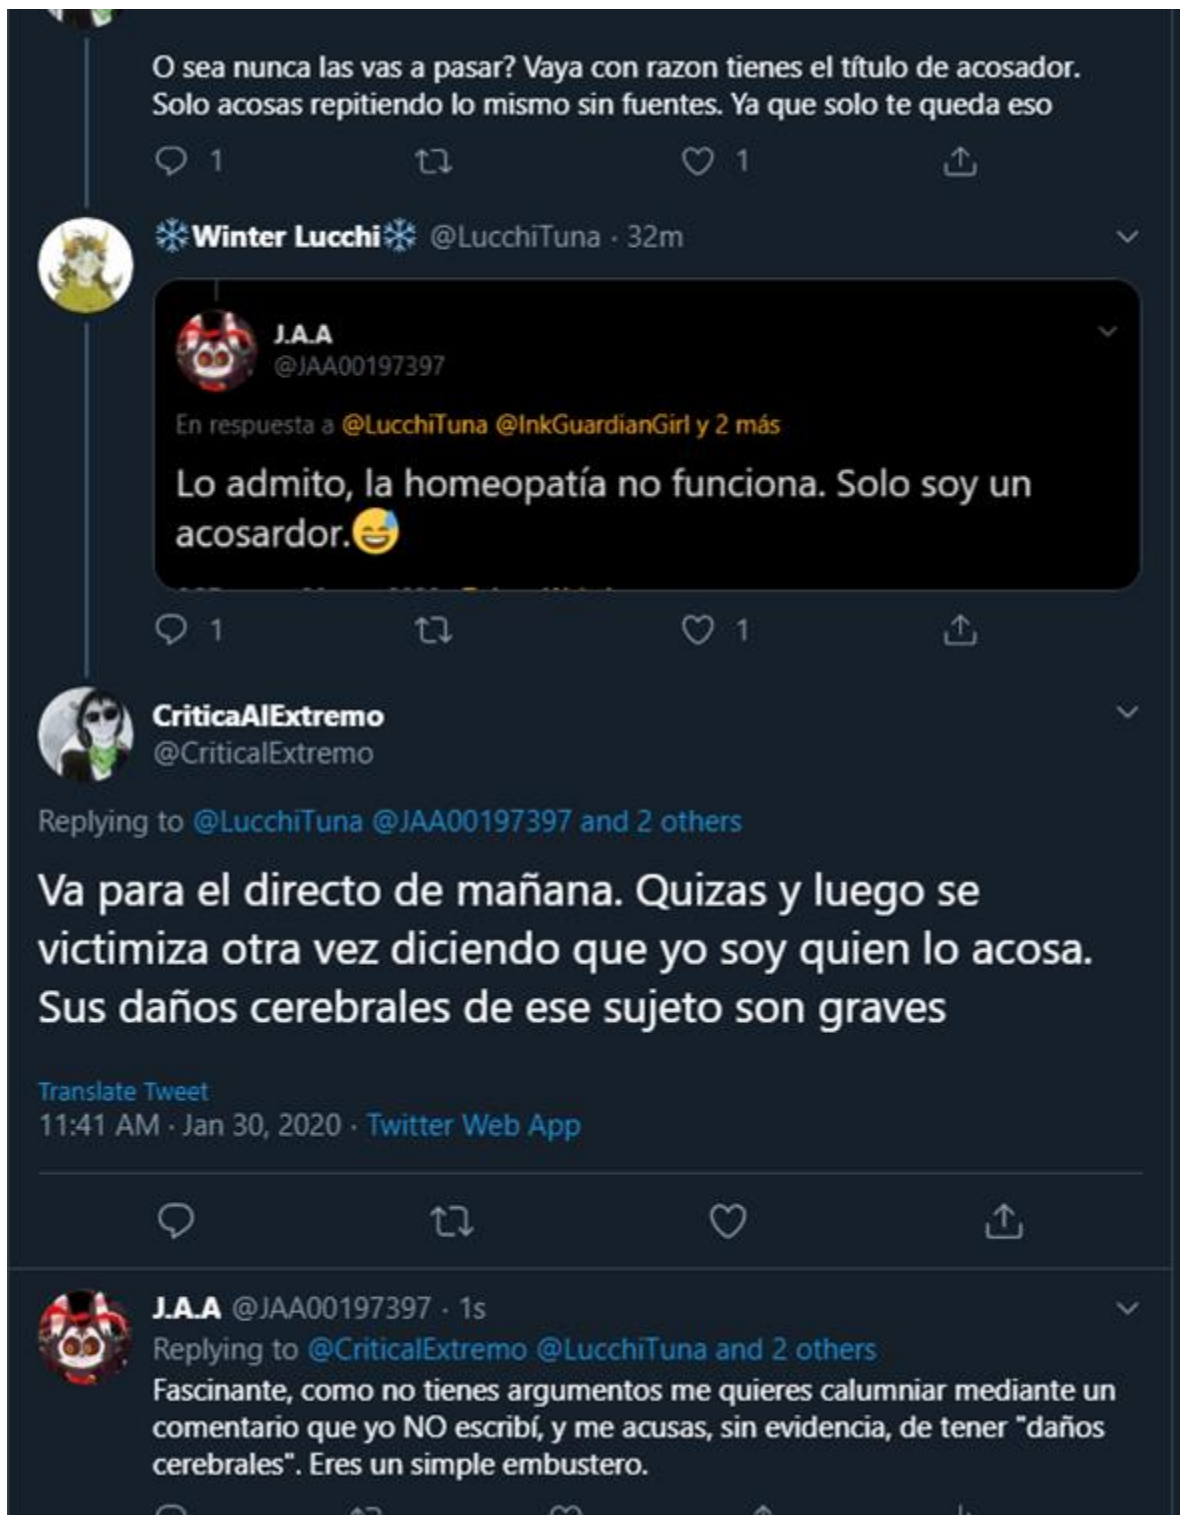 O sea nunca las vas a pasar? Vaya con razon tienes el título de acosador.
Solo acosas repitiendo lo mismo sin fuentes. Ya que solo te queda eso
1 1
❄Winter Lucchi❄ @LucchiTuna · 32m
J.A.A
@JAA00197397
En respuesta a @LucchiTuna @InkGuardianGirl y 2 más
Lo admito, la homeopatía no funciona. Solo soy un
acosardor.😅
1 1
CriticaAlExtremo
@CriticalExtremo
Replying to @LucchiTuna @JAA00197397 and 2 others
Va para el directo de mañana. Quizas y luego se
victimiza otra vez diciendo que yo soy quien lo acosa.
Sus daños cerebrales de ese sujeto son graves
Translate Tweet
11:41 AM · Jan 30, 2020 · Twitter Web App
J.A.A @JAA00197397 · 1s
Replying to @CriticalExtremo @LucchiTuna and 2 others
Fascinante, como no tienes argumentos me quieres calumniar mediante un
comentario que yo NO escribí, y me acusas, sin evidencia, de tener "daños
cerebrales". Eres un simple embustero.